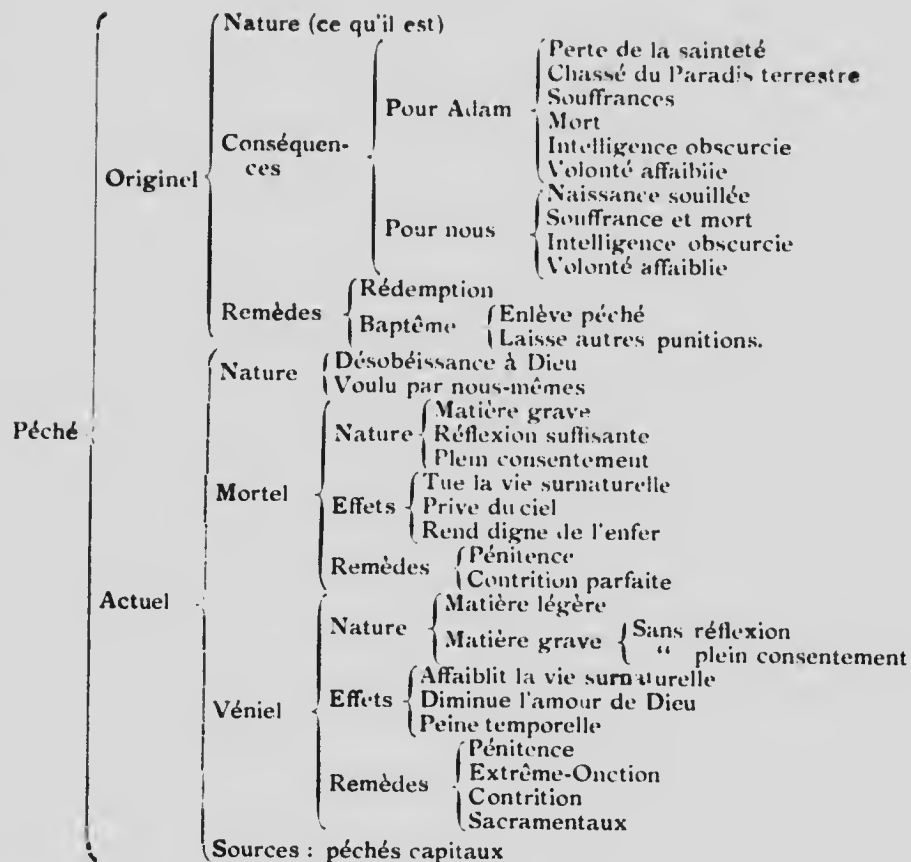 Nature (ce qu'il est)
Perte de la sainteté
Chassé du Paradis terrestre
Pour Adam
Souffrances
Mort
Conséquen-
ces
Intelligence obscurcie
Originel
Volonté affaiblie
Naissance souillée
Pour nous
Souffrance et mort
Intelligence obscurcie
Volonté affaiblie
Rédemption
Remèdes
Baptême
Enlève péché
Laisse autres punitions.
Nature
Désobéissance à Dieu
Voulu par nous-mêmes
Péché
Matière grave
Nature
Réflexion suffisante
Plein consentement
Mortel
Tue la vie surnaturelle
Effets
Prive du ciel
Rend digne de l'enfer
Remèdes
Pénitence
Contrition parfaite
Actuel
Matière légère
Nature
Matière grave
Sans réflexion
“ plein consentement
Affaiblit la vie surnaturelle
Véniel
Effets
Diminue l'amour de Dieu
Peine temporelle
Pénitence
Remèdes
Extrême-Onction
Contrition
Sacramentaux
Sources : péchés capitaux